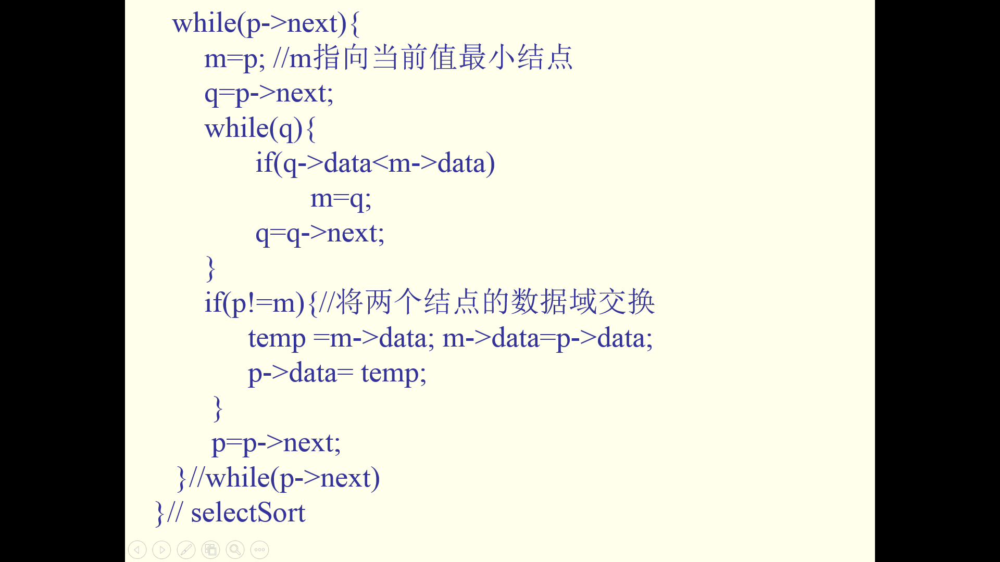 while(p->next){
m=p; //m指向当前值最小结点
q=p->next;
while(q){
if(q->data<m->data)
m=q;
q=q->next;
}
if(p!=m){//将两个结点的数据域交换
temp =m->data; m->data=p->data;
p->data= temp;
}
p=p->next;
}//while(p->next)
}// selectSort